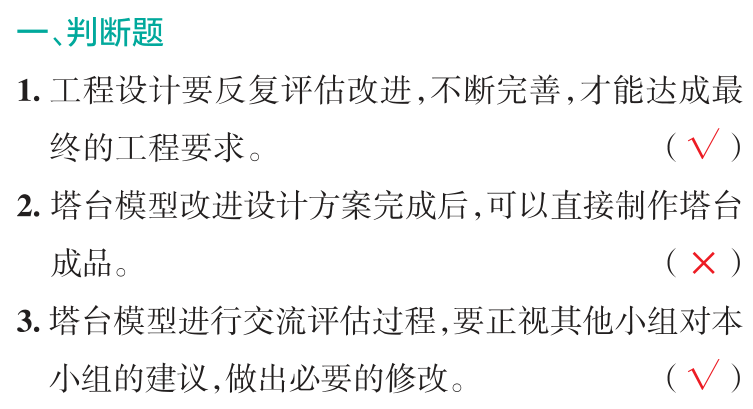 一、判断题
1. 工程设计要反复评估改进,不断完善,才能达成最
终的工程要求。 ( √ )
2. 塔台模型改进设计方案完成后,可以直接制作塔台
成品。 ( × )
3. 塔台模型进行交流评估过程,要正视其他小组对本
小组的建议,做出必要的修改。 ( √ )